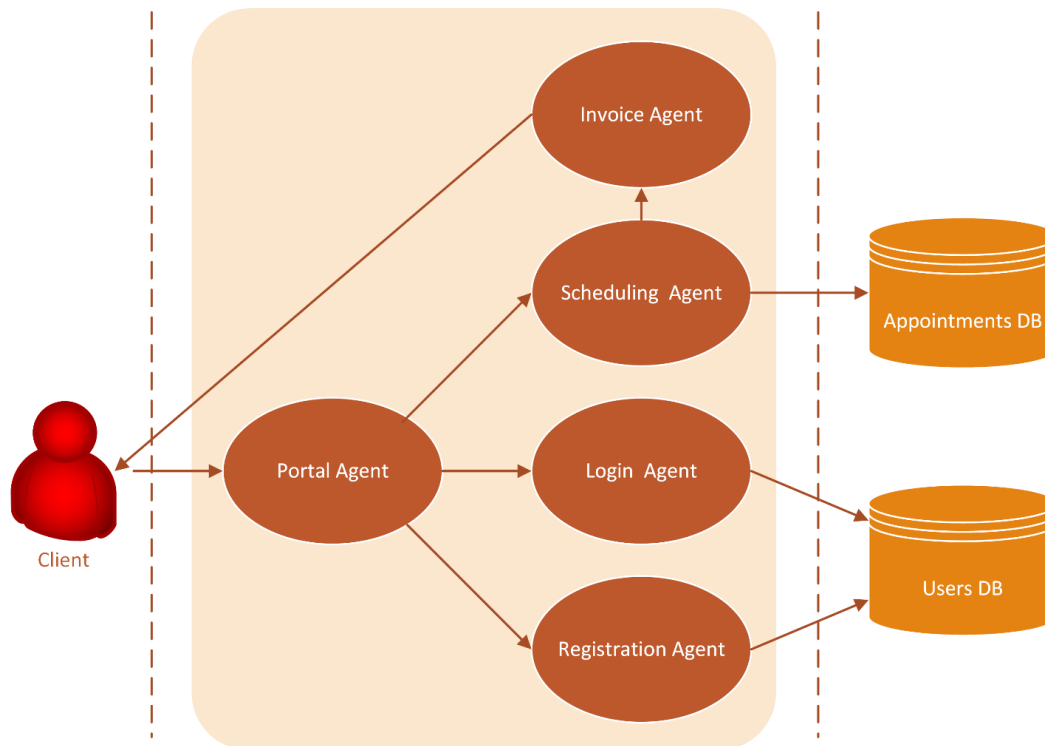 Invoice Agent
Scheduling  Agent
Appointments DB
Portal Agent
Login  Agent
Client
Users DB
Registration Agent